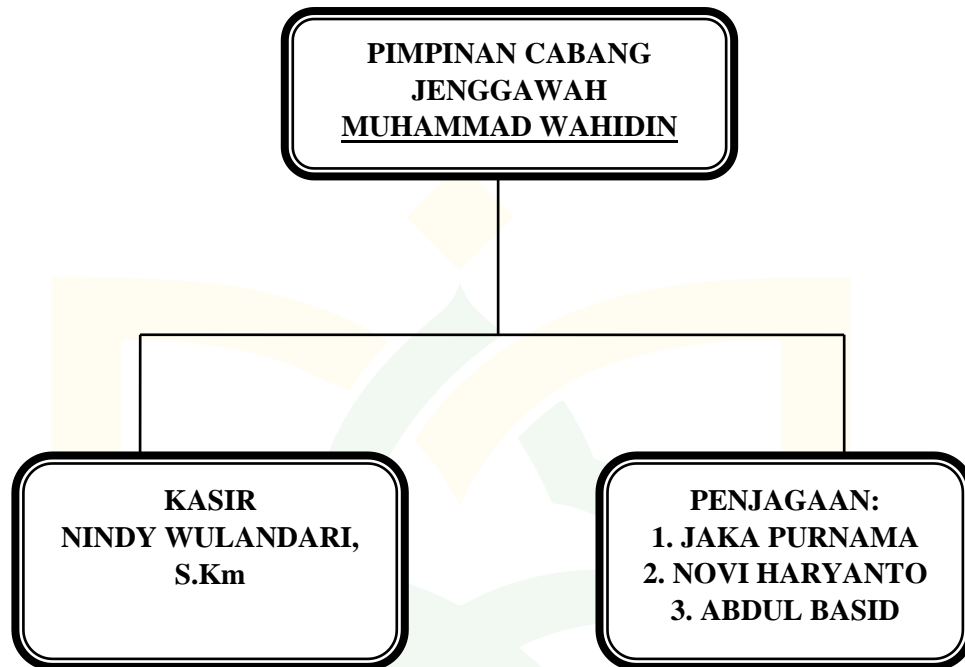 PIMPINAN CABANG
JENGGAWAH
MUHAMMAD WAHIDIN
KASIR
NINDY WULANDARI,
S.Km
PENJAGAAN:
1. JAKA PURNAMA
2. NOVI HARYANTO
3. ABDUL BASID